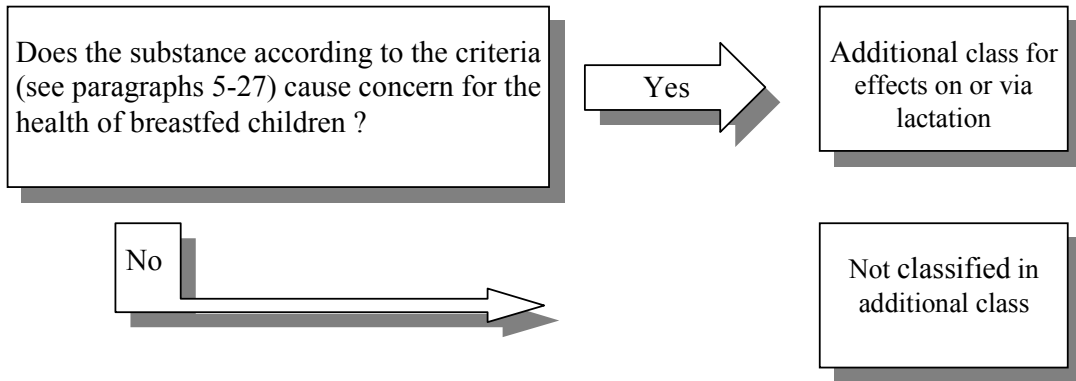 Does the substance according to the criteria
(see paragraphs 5-27) cause concern for the
health of breastfed children ?
Yes
Additional class for
effects on or via
lactation
No
Not classified in
additional class